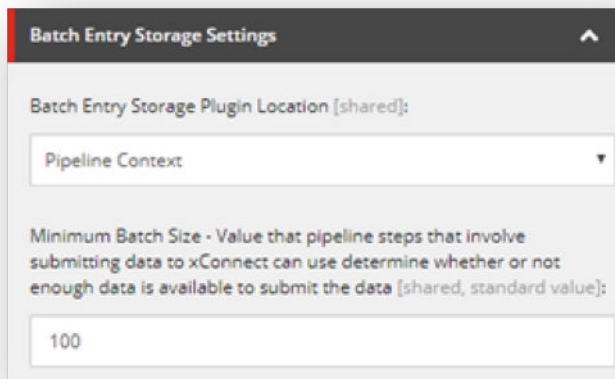 Batch Entry Storage Settings
Batch Entry Storage Plugin Location [shared]:
Pipeline Context
Minimum Batch Size - Value that pipeline steps that involve
submitting data to xConnect can use determine whether or not
enough data is available to submit the data [shared, standard value]:
100